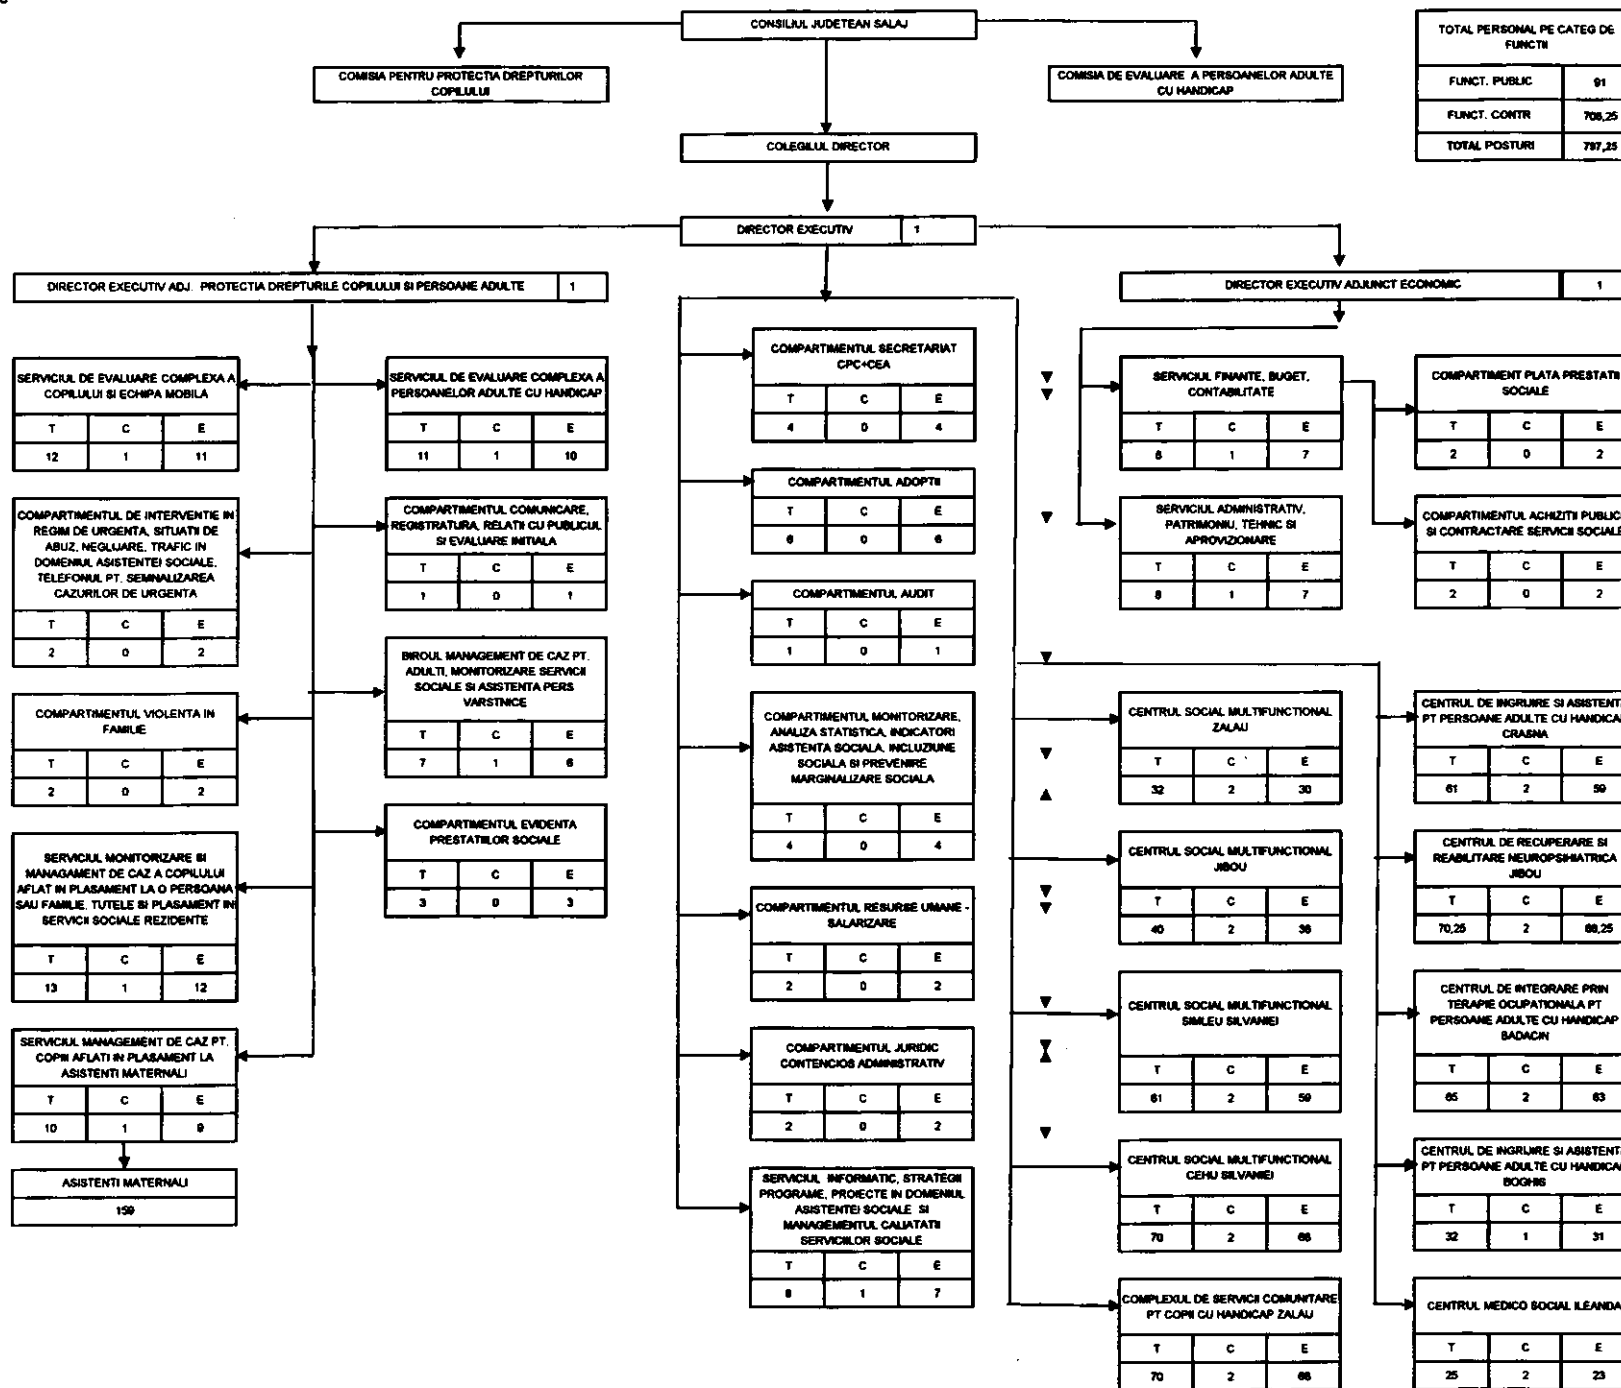 CONSILIUL JUDETEAN SALAJ
COMISIA PENTRU PROTECTIA DREPTURILOR
COPILULUI
COMISIA DE EVALUARE A PERSOANELOR ADULTE
CU HANDICAP
TOTAL PERSONAL PE CATEG DE
FUNCTII
FUNCT. PUBLIC 91
FUNCT. CONTR 706,25
TOTAL POSTURI 797,25
COLEGIUL DIRECTOR
DIRECTOR EXECUTIV 1
DIRECTOR EXECUTIV ADJ. PROTECTIA DREPTURILE COPILULUI SI PERSOANE ADULTE 1
DIRECTOR EXECUTIV ADJUNCT ECONOMIC 1
SERVICIUL DE EVALUARE COMPLEXA A
COPILULUI SI ECHIPA MOBILA
T C E
12 1 11
COMPARTIMENTUL DE INTERVENTIE IN
REGIM DE URGENTA, SITUATII DE
ABUZ, NEGLIJARE, TRAFIC IN
DOMENIUL ASISTENTEI SOCIALE,
TELEFONUL PT. SEMNALIZAREA
CAZURILOR DE URGENTA
T C E
2 0 2
COMPARTIMENTUL VIOLENTA IN
FAMILIE
T C E
2 0 2
SERVICIUL MONITORIZARE SI
MANAGAMENT DE CAZ A COPILULUI
AFLAT IN PLASAMENT LA O PERSOANA
SAU FAMILIE, TUTELE SI PLASAMENT IN
SERVICII SOCIALE REZIDENTE
T C E
13 1 12
SERVICIUL MANAGEMENT DE CAZ PT.
COPIII AFLATI IN PLASAMENT LA
ASISTENTI MATERNALI
T C E
10 1 9
ASISTENTI MATERNALI
159
SERVICIUL DE EVALUARE COMPLEXA A
PERSOANELOR ADULTE CU HANDICAP
T C E
11 1 10
COMPARTIMENTUL COMUNICARE,
REGISTRATURA, RELATII CU PUBLICUL
SI EVALUARE INITIALA
T C E
1 0 1
BIROUL MANAGEMENT DE CAZ PT.
ADULTI, MONITORIZARE SERVICII
SOCIALE SI ASISTENTA PERS
VARSTNICE
T C E
7 1 6
COMPARTIMENTUL EVIDENTA
PRESTATIILOR SOCIALE
T C E
3 0 3
COMPARTIMENTUL SECRETARIAT
CPC+CEA
T C E
4 0 4
COMPARTIMENTUL ADOPTII
T C E
6 0 6
COMPARTIMENTUL AUDIT
T C E
1 0 1
COMPARTIMENTUL MONITORIZARE,
ANALIZA STATISTICA, INDICATORI
ASISTENTA SOCIALA, INCLUZIUNE
SOCIALA SI PREVENIRE
MARGINALIZARE SOCIALA
T C E
4 0 4
COMPARTIMENTUL RESURSE UMANE -
SALARIZARE
T C E
2 0 2
COMPARTIMENTUL JURIDIC
CONTENCIOS ADMINISTRATIV
T C E
2 0 2
SERVICIUL INFORMATIC, STRATEGII
PROGRAME, PROIECTE IN DOMENIUL
ASISTENTEI SOCIALE SI
MANAGEMENTUL CALIATATII
SERVICIILOR SOCIALE
T C E
8 1 7
SERVICIUL FINANTE, BUGET,
CONTABILITATE
T C E
8 1 7
SERVICIUL ADMINISTRATIV,
PATRIMONIU, TEHNIC SI
APROVIZIONARE
T C E
8 1 7
CENTRUL SOCIAL MULTIFUNCTIONAL
ZALAU
T C E
32 2 30
CENTRUL SOCIAL MULTIFUNCTIONAL
JIBOU
T C E
40 2 38
CENTRUL SOCIAL MULTIFUNCTIONAL
SIMLEU SILVANIEI
T C E
61 2 59
CENTRUL SOCIAL MULTIFUNCTIONAL
CEHU SILVANIEI
T C E
70 2 68
COMPLEXUL DE SERVICII COMUNITARE
PT COPII CU HANDICAP ZALAU
T C E
70 2 68
COMPARTIMENT PLATA PRESTATII
SOCIALE
T C E
2 0 2
COMPARTIMENTUL ACHIZITII PUBLIC
SI CONTRACTARE SERVICII SOCIALE
T C E
2 0 2
CENTRUL DE INGRIJIRE SI ASISTENT
PT PERSOANE ADULTE CU HANDICAP
CRASNA
T C E
61 2 59
CENTRUL DE RECUPERARE SI
REABILITARE NEUROPSIHIATRICA
JIBOU
T C E
70,25 2 68,25
CENTRUL DE INTEGRARE PRIN
TERAPIE OCUPATIONALA PT
PERSOANE ADULTE CU HANDICAP
BADACIN
T C E
65 2 63
CENTRUL DE INGRIJIRE SI ASISTENT
PT PERSOANE ADULTE CU HANDICAP
BOGHIS
T C E
32 1 31
CENTRUL MEDICO SOCIAL ILEANDA
T C E
25 2 23